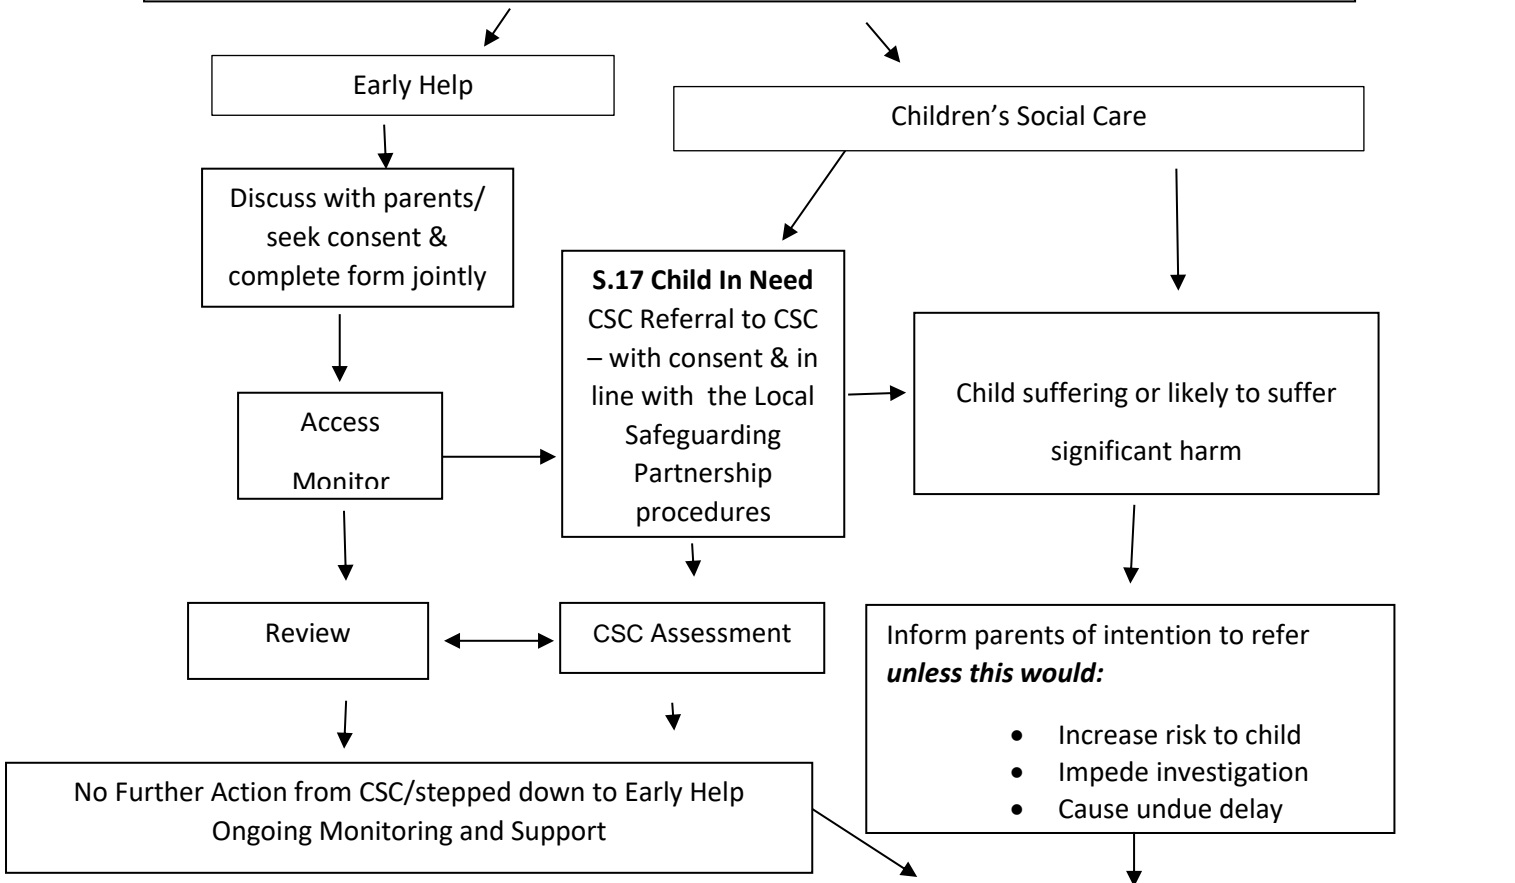 Early Help
Children’s Social Care
Discuss with parents/
seek consent &
complete form jointly
S.17 Child In Need
CSC Referral to CSC
– with consent & in
line with  the Local
Safeguarding
Partnership
procedures
Child suffering or likely to suffer
significant harm
Access
Monitor
Review
CSC Assessment
Inform parents of intention to refer
unless this would:
• Increase risk to child
• Impede investigation
• Cause undue delay
No Further Action from CSC/stepped down to Early Help
Ongoing Monitoring and Support